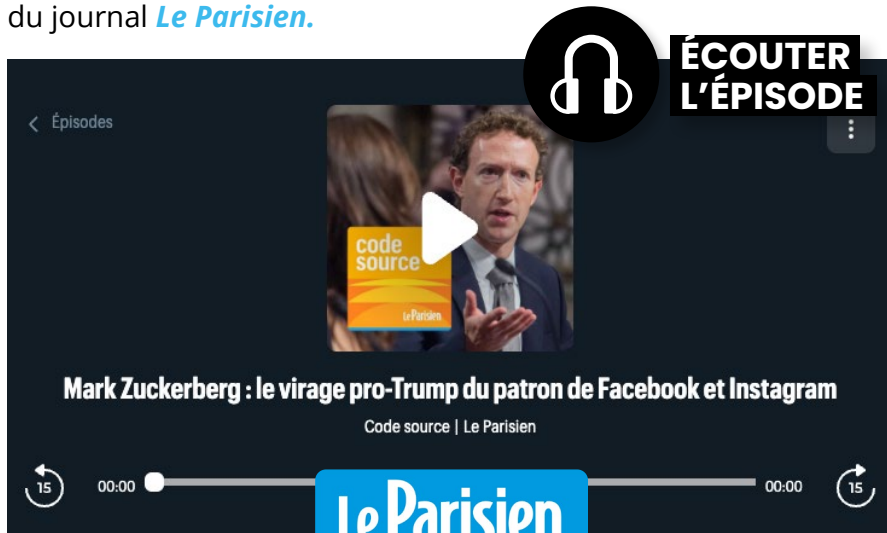 du journal Le Parisien.
ÉCOUTER
L'ÉPISODE
Épisodes
code
source
Le Parisien
Mark Zuckerberg : le virage pro-Trump du patron de Facebook et Instagram
Code source | Le Parisien
15
00:00
00:00
15
Le Parisien